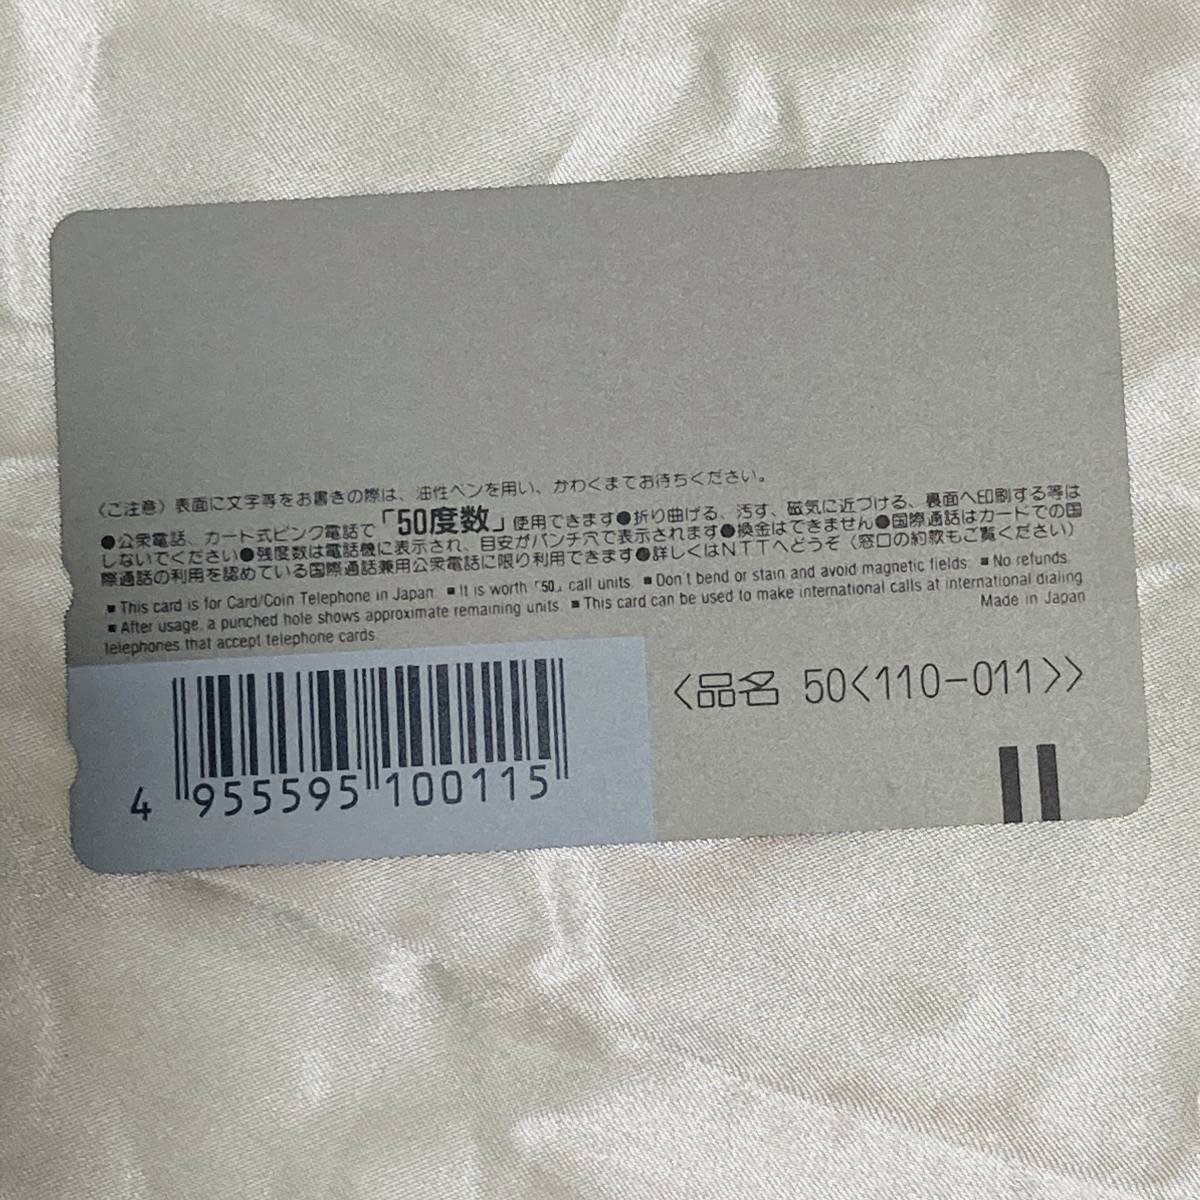 〈ご注意〉表面に文字等をお書きの際は、油性ペンを用い、かわくまでお待ちください。
●公衆電話、カード式ピンク電話で「50度数」使用できます●折り曲げる、汚す、磁気に近づける、裏面へ印刷する等は
しないでください●残度数は電話機に表示され、目安がパンチ穴で表示されます●換金はできません●国際通話はカードでの国
際通話の利用を認めている国際通話兼用公衆電話に限り利用できます●詳しくはNTTへどうぞ（窓口の約款もご覧ください）
■ This card is for Card/Coin Telephone in Japan. ■ It is worth「50」call units. ■ Don't bend or stain and avoid magnetic fields. ■ No refunds.
■ After usage, a punched hole shows approximate remaining units. ■ This card can be used to make international calls at international dialing
telephones that accept telephone cards.
Made in Japan
〈品名 50〈110-011〉〉
4 955595 100115